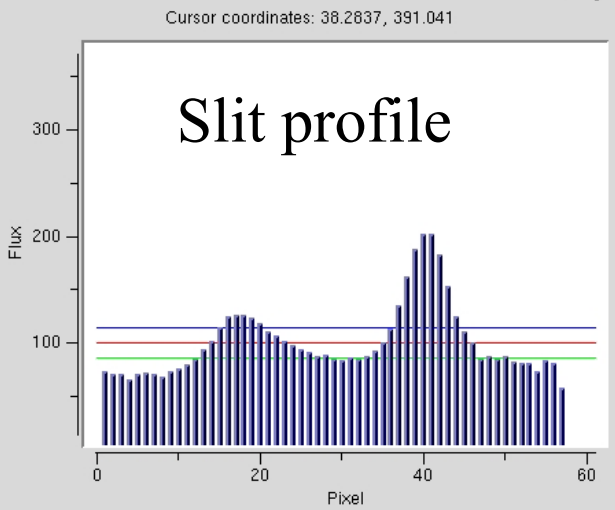 Cursor coordinates: 38.2837, 391.041
Slit profile
300
200
100
Flux
0 20 40 60
Pixel